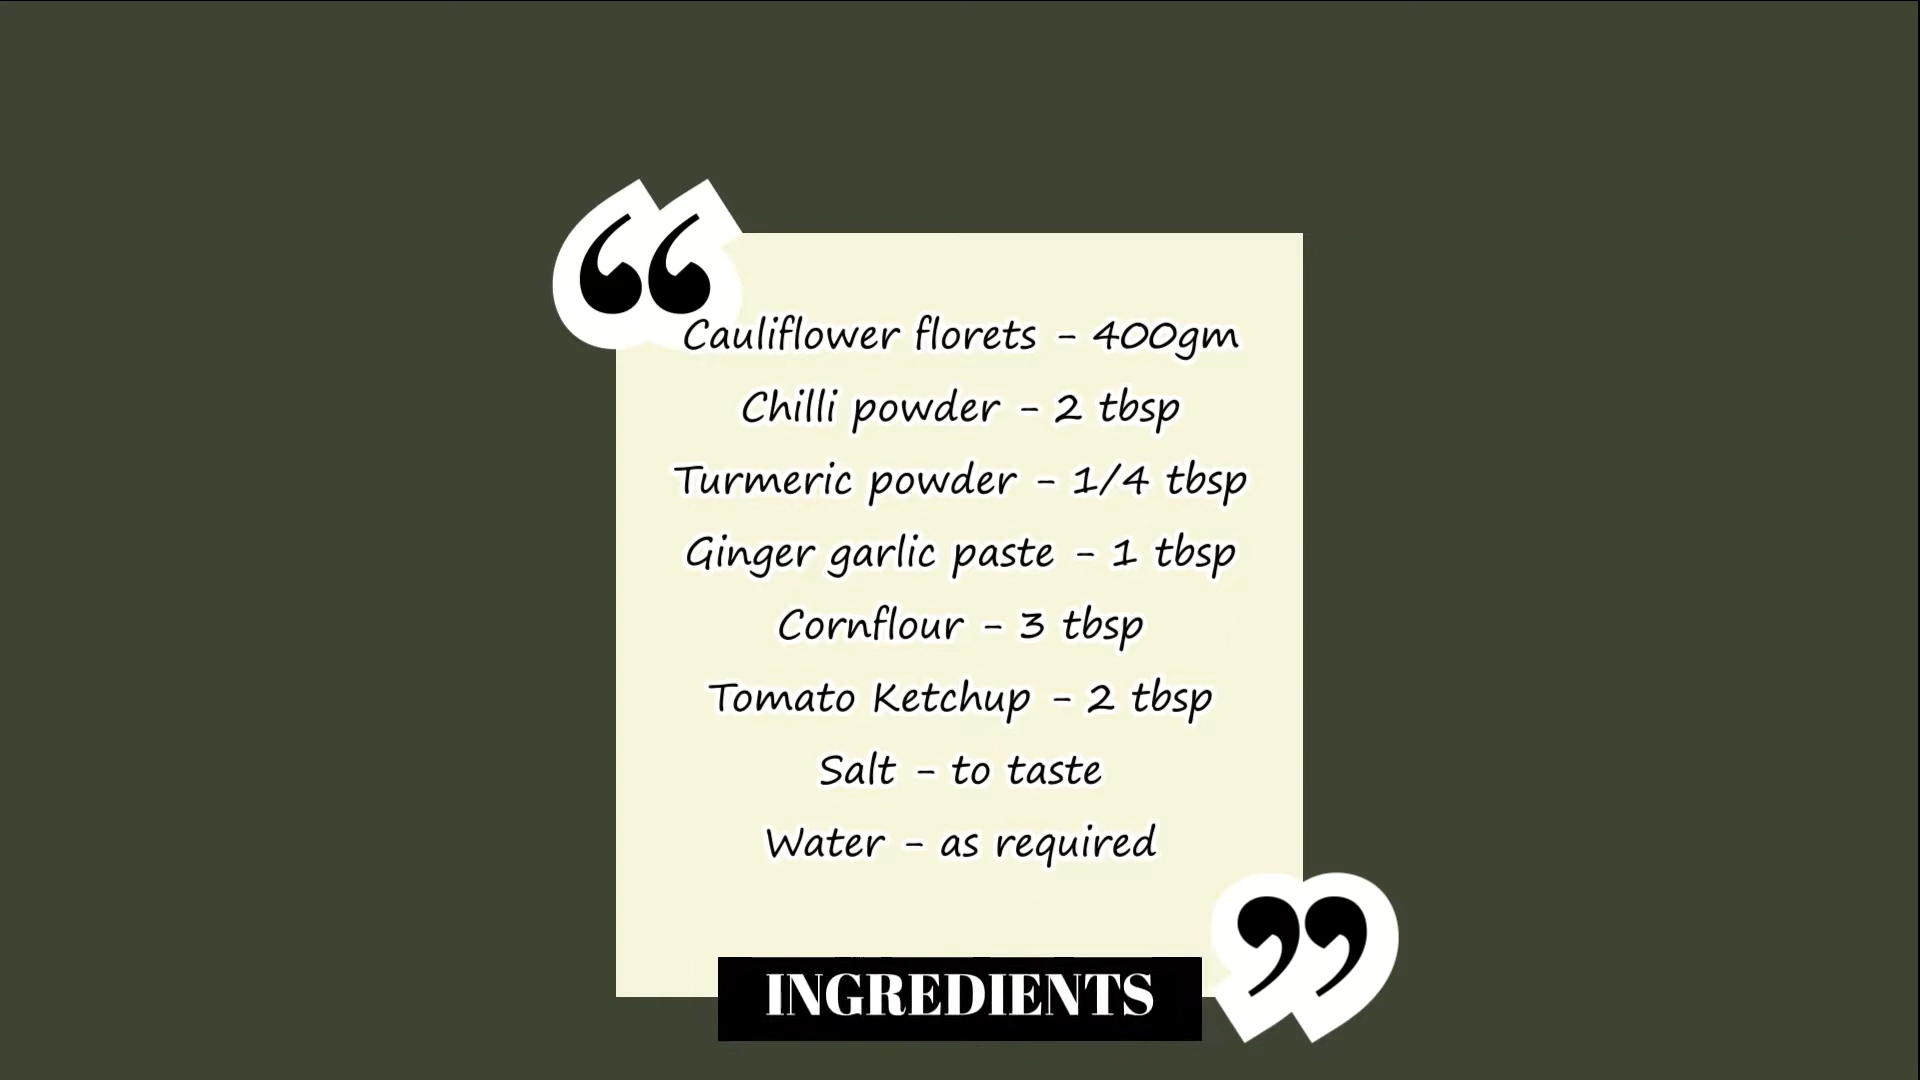 Cauliflower florets - 400gm
Chilli powder - 2 tbsp
Turmeric powder - 1/4 tbsp
Ginger garlic paste - 1 tbsp
Cornflour - 3 tbsp
Tomato Ketchup - 2 tbsp
Salt - to taste
Water - as required
INGREDIENTS